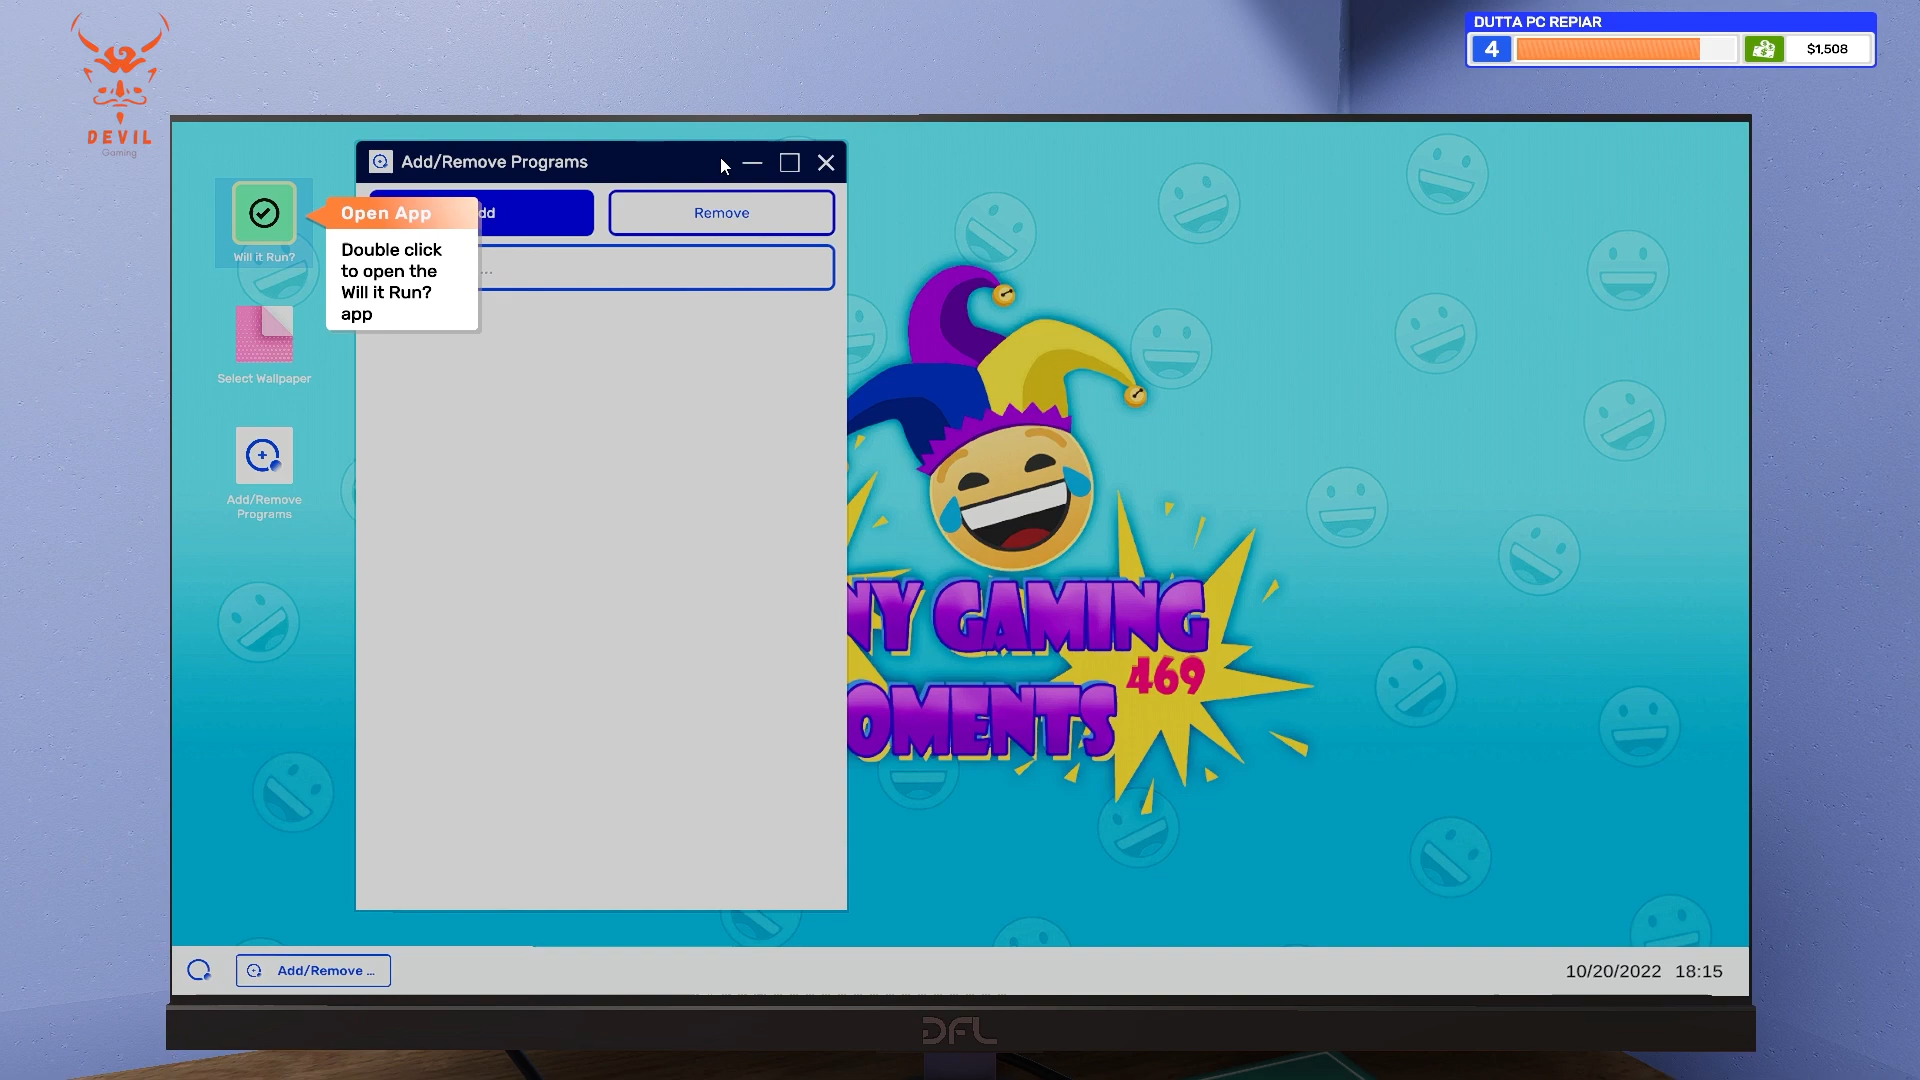 DEVIL
Gaming
DUTTA PC REPIAR
4
$1,508
Add/Remove Programs
dd
Remove
...
Will it Run?
Open App
Double click
to open the
Will it Run?
app
Select Wallpaper
Add/Remove
Programs
NY GAMING
469
OMENTS
Add/Remove ...
10/20/2022 18:15
DFL